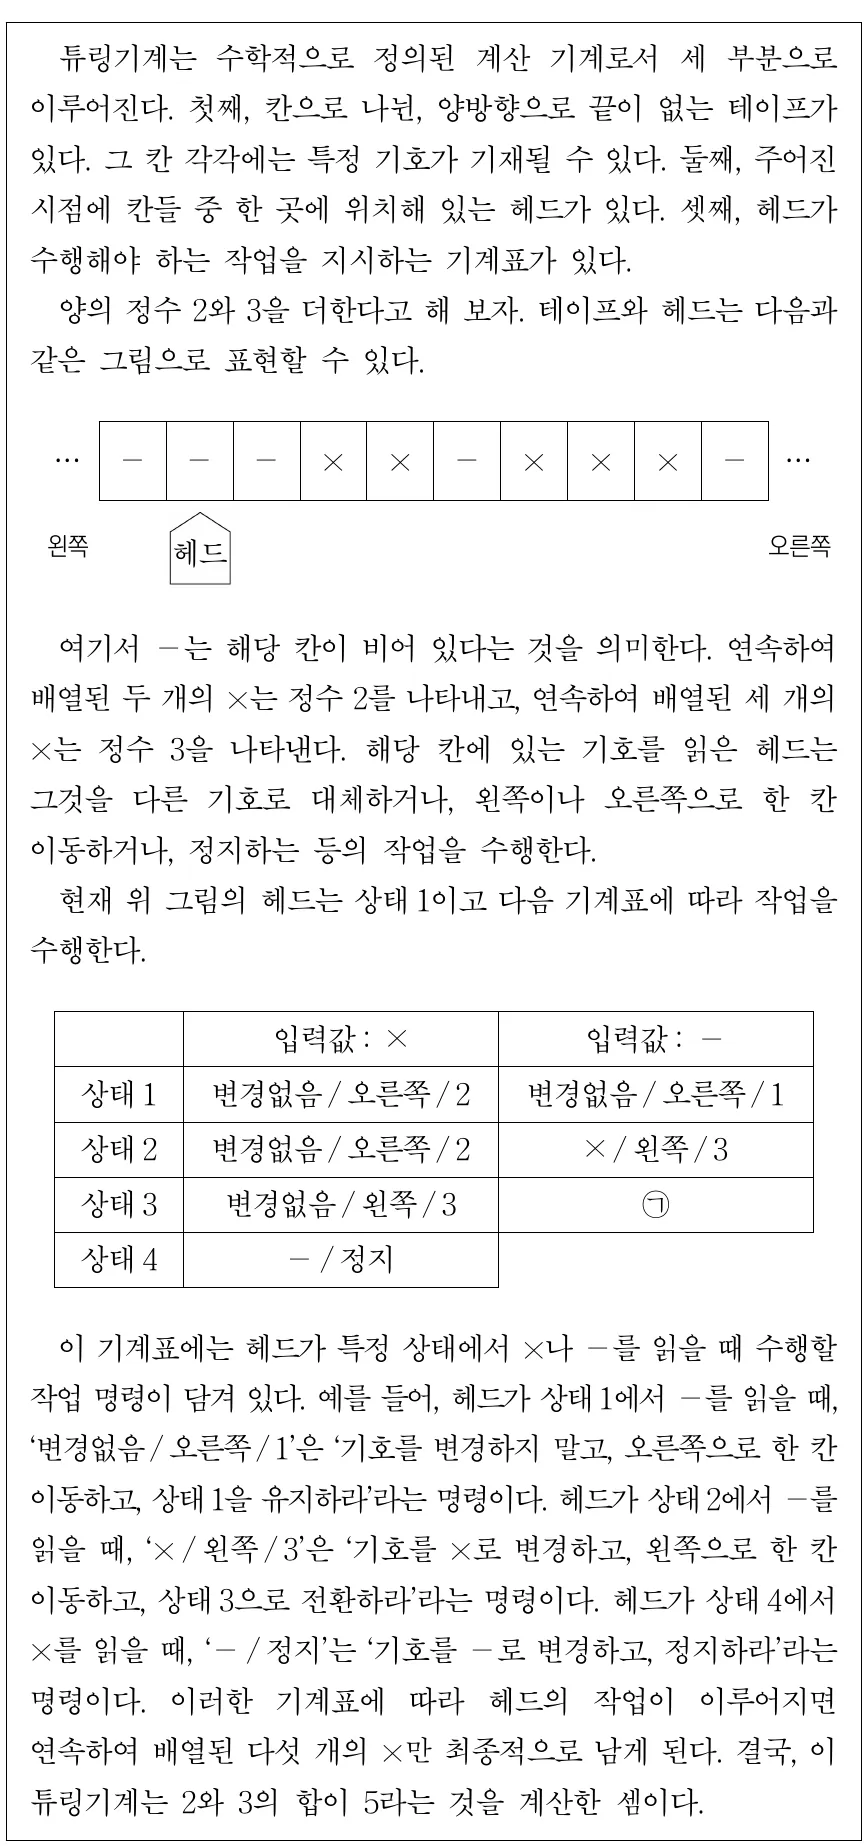 튜링기계는 수학적으로 정의된 계산 기계로서 세 부분으로
이루어진다. 첫째, 칸으로 나뉜, 양방향으로 끝이 없는 테이프가
있다. 그 칸 각각에는 특정 기호가 기재될 수 있다. 둘째, 주어진
시점에 칸들 중 한 곳에 위치해 있는 헤드가 있다. 셋째, 헤드가
수행해야 하는 작업을 지시하는 기계표가 있다.
양의 정수 2와 3을 더한다고 해 보자. 테이프와 헤드는 다음과
같은 그림으로 표현할 수 있다.
… － － － × × － × × × － …
왼쪽 헤드 오른쪽
여기서 －는 해당 칸이 비어 있다는 것을 의미한다. 연속하여
배열된 두 개의 ×는 정수 2를 나타내고, 연속하여 배열된 세 개의
×는 정수 3을 나타낸다. 해당 칸에 있는 기호를 읽은 헤드는
그것을 다른 기호로 대체하거나, 왼쪽이나 오른쪽으로 한 칸
이동하거나, 정지하는 등의 작업을 수행한다.
현재 위 그림의 헤드는 상태 1이고 다음 기계표에 따라 작업을
수행한다.
입력값 : × 입력값 : －
상태 1 변경없음 / 오른쪽 / 2 변경없음 / 오른쪽 / 1
상태 2 변경없음 / 오른쪽 / 2 × / 왼쪽 / 3
상태 3 변경없음 / 왼쪽 / 3 ㉠
상태 4 － / 정지
이 기계표에는 헤드가 특정 상태에서 ×나 －를 읽을 때 수행할
작업 명령이 담겨 있다. 예를 들어, 헤드가 상태 1에서 －를 읽을 때,
‘변경없음 / 오른쪽 / 1’은 ‘기호를 변경하지 말고, 오른쪽으로 한 칸
이동하고, 상태 1을 유지하라’라는 명령이다. 헤드가 상태 2에서 －를
읽을 때, ‘× / 왼쪽 / 3’은 ‘기호를 ×로 변경하고, 왼쪽으로 한 칸
이동하고, 상태 3으로 전환하라’라는 명령이다. 헤드가 상태 4에서
×를 읽을 때, ‘－ / 정지’는 ‘기호를 －로 변경하고, 정지하라’라는
명령이다. 이러한 기계표에 따라 헤드의 작업이 이루어지면
연속하여 배열된 다섯 개의 ×만 최종적으로 남게 된다. 결국, 이
튜링기계는 2와 3의 합이 5라는 것을 계산한 셈이다.